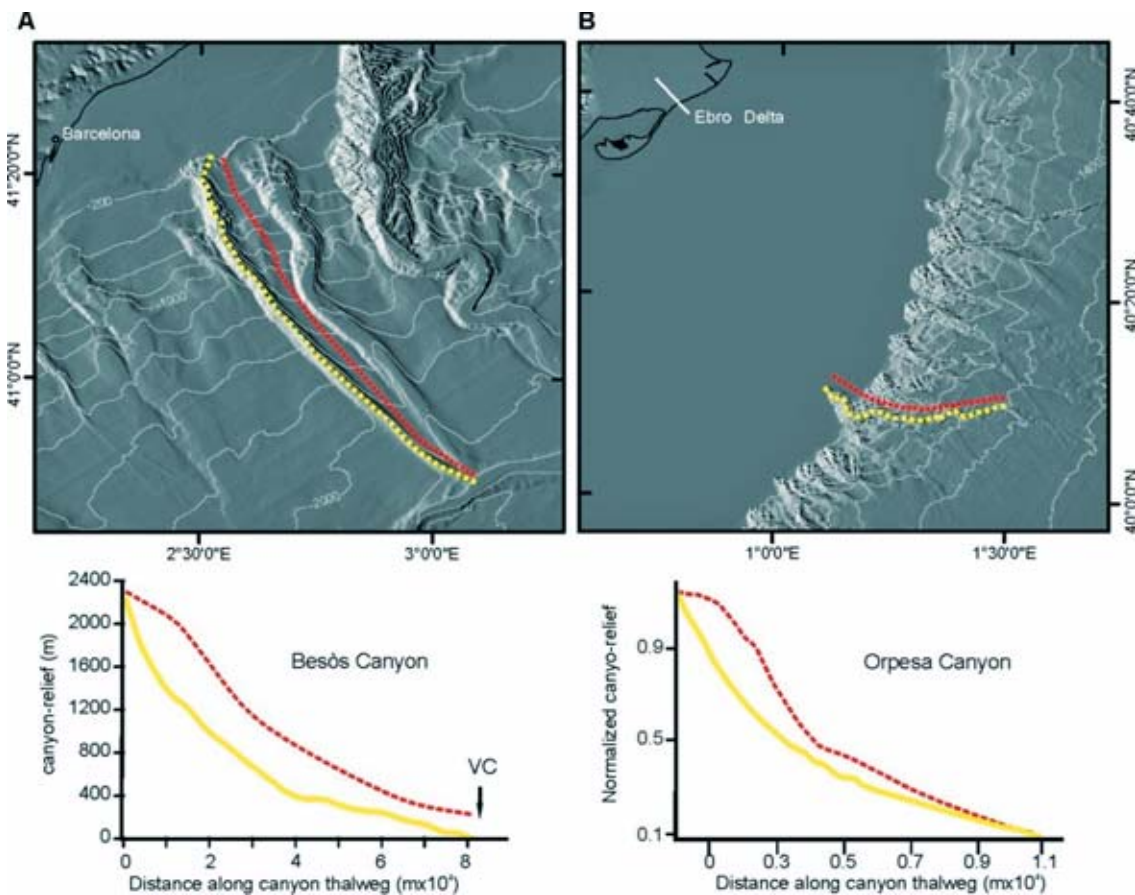 A
B
Barcelona
Ebro Delta
-200
-1000
-2000
41°20'0"N
41°0'0"N
40°40'0"N
40°20'0"N
40°0'0"N
2°30'0"E 3°0'0"E
1°0'0"E 1°30'0"E
canyon-relief (m)
2400
2000
1600
1200
800
400
0
Besòs Canyon
VC
0 2 4 6 8
Distance along canyon thalweg (mx10⁴)
Normalized canyo-relief
0.9
0.5
0.1
Orpesa Canyon
0 0.3 0.5 0.7 0.9 1.1
Distance along canyon thalweg (mx10⁴)